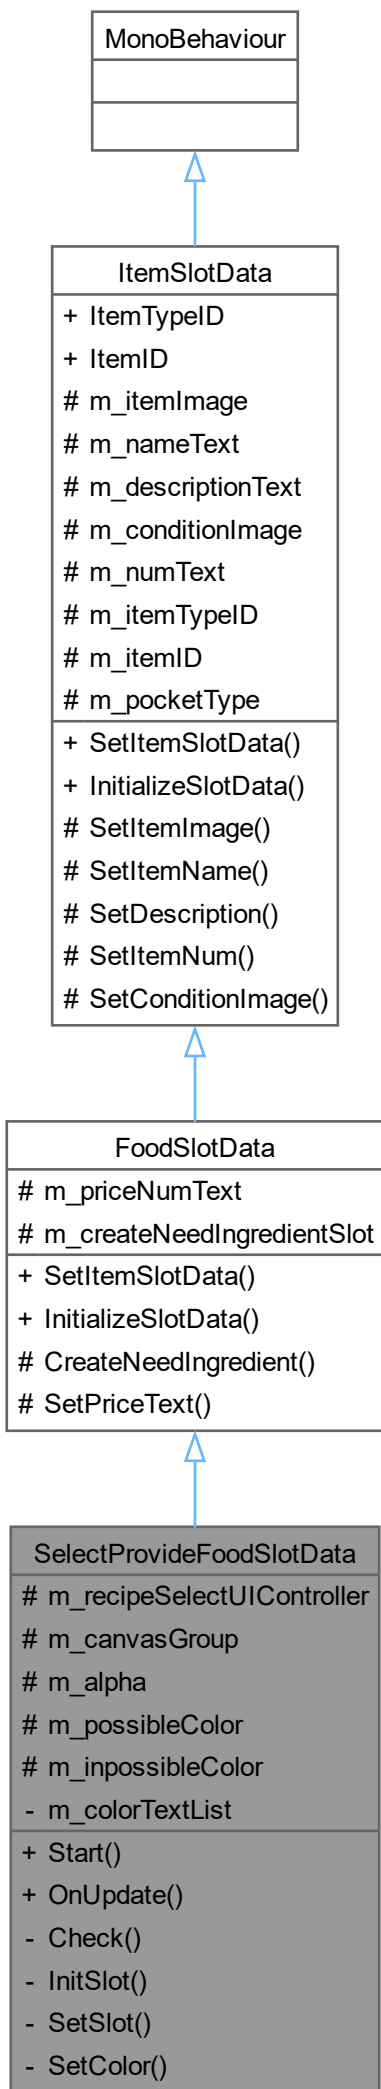 MonoBehaviour
ItemSlotData
+ ItemTypeID
+ ItemID
# m_itemImage
# m_nameText
# m_descriptionText
# m_conditionImage
# m_numText
# m_itemTypeID
# m_itemID
# m_pocketType
+ SetItemSlotData()
+ InitializeSlotData()
# SetItemImage()
# SetItemName()
# SetDescription()
# SetItemNum()
# SetConditionImage()
FoodSlotData
# m_priceNumText
# m_createNeedIngredientSlot
+ SetItemSlotData()
+ InitializeSlotData()
# CreateNeedIngredient()
# SetPriceText()
SelectProvideFoodSlotData
# m_recipeSelectUIController
# m_canvasGroup
# m_alpha
# m_possibleColor
# m_inpossibleColor
- m_colorTextList
+ Start()
+ OnUpdate()
- Check()
- InitSlot()
- SetSlot()
- SetColor()